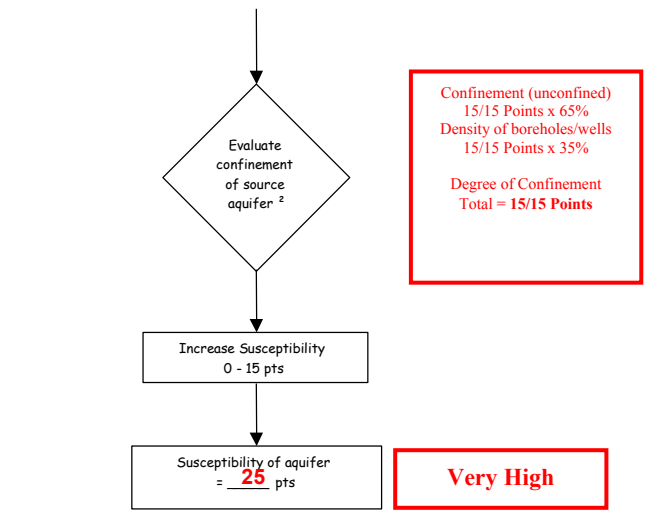 Evaluate
confinement
of source
aquifer ²
Confinement (unconfined)
15/15 Points x 65%
Density of boreholes/wells
15/15 Points x 35%
Degree of Confinement
Total = 15/15 Points
Increase Susceptibility
0 - 15 pts
Susceptibility of aquifer
= __25__ pts
Very High